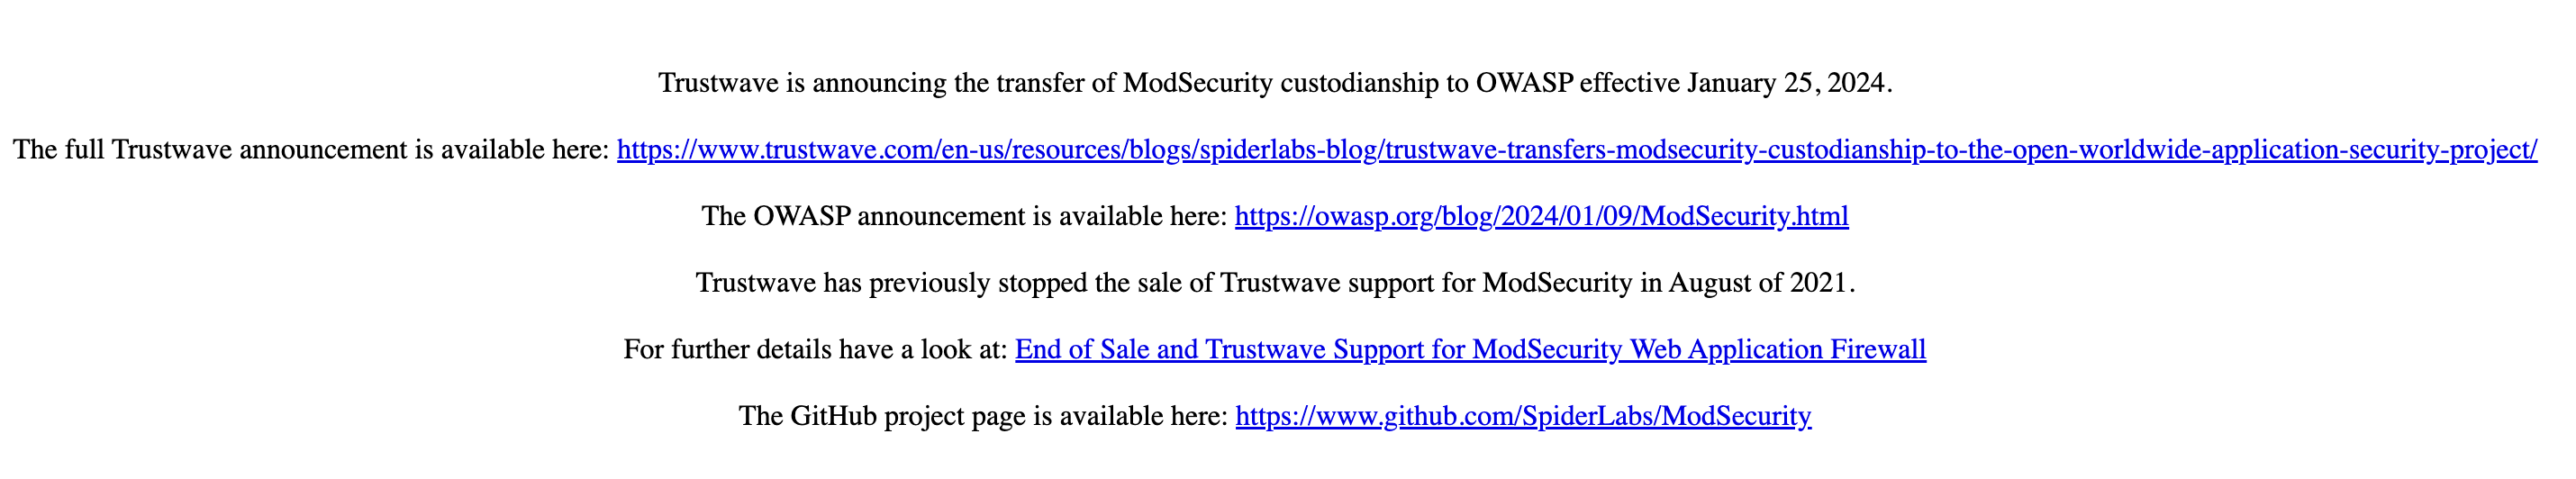 Trustwave is announcing the transfer of ModSecurity custodianship to OWASP effective January 25, 2024.
The full Trustwave announcement is available here: https://www.trustwave.com/en-us/resources/blogs/spiderlabs-blog/trustwave-transfers-modsecurity-custodianship-to-the-open-worldwide-application-security-project/
The OWASP announcement is available here: https://owasp.org/blog/2024/01/09/ModSecurity.html
Trustwave has previously stopped the sale of Trustwave support for ModSecurity in August of 2021.
For further details have a look at: End of Sale and Trustwave Support for ModSecurity Web Application Firewall
The GitHub project page is available here: https://www.github.com/SpiderLabs/ModSecurity